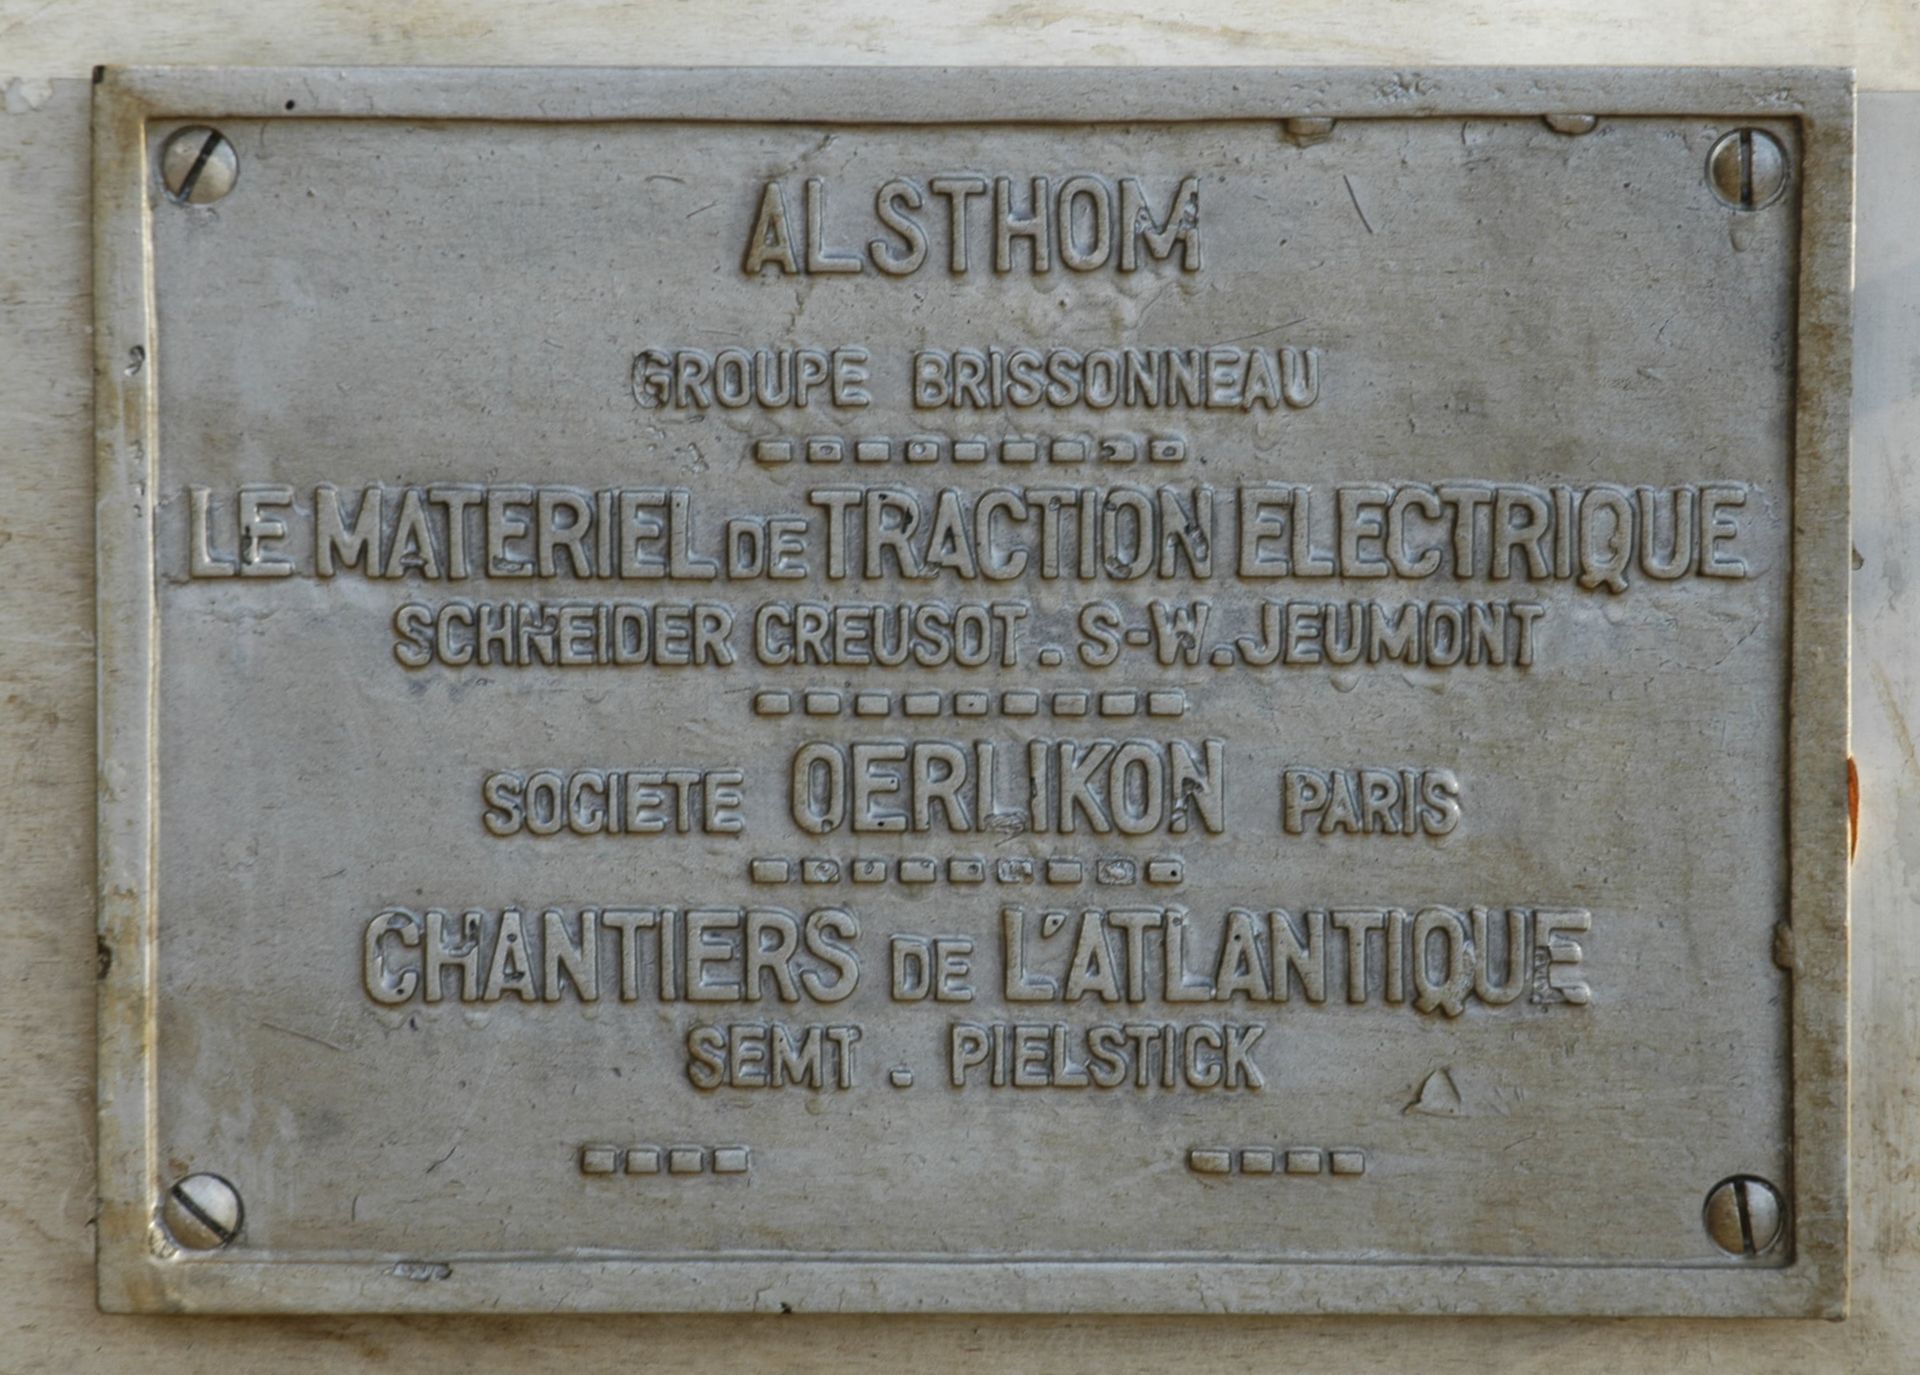 ALSTHOM
GROUPE BRISSONNEAU
LE MATERIEL DE TRACTION ELECTRIQUE
SCHNEIDER CREUSOT. S-W. JEUMONT
SOCIETE OERLIKON PARIS
CHANTIERS DE L'ATLANTIQUE
SEMT. PIELSTICK